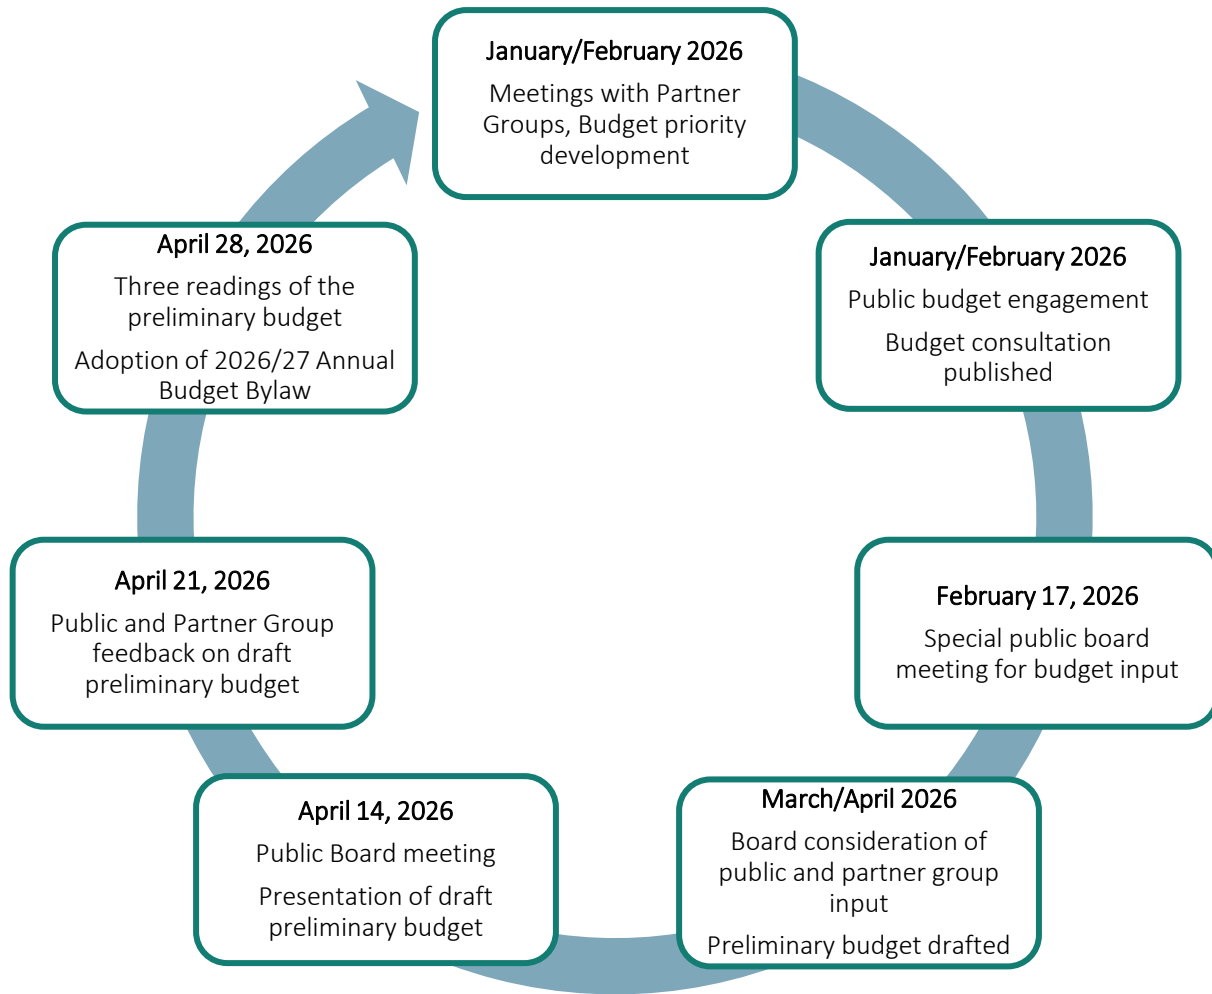 January/February 2026
Meetings with Partner
Groups, Budget priority
development
January/February 2026
Public budget engagement
Budget consultation
published
February 17, 2026
Special public board
meeting for budget input
March/April 2026
Board consideration of
public and partner group
input
Preliminary budget drafted
April 14, 2026
Public Board meeting
Presentation of draft
preliminary budget
April 21, 2026
Public and Partner Group
feedback on draft
preliminary budget
April 28, 2026
Three readings of the
preliminary budget
Adoption of 2026/27 Annual
Budget Bylaw